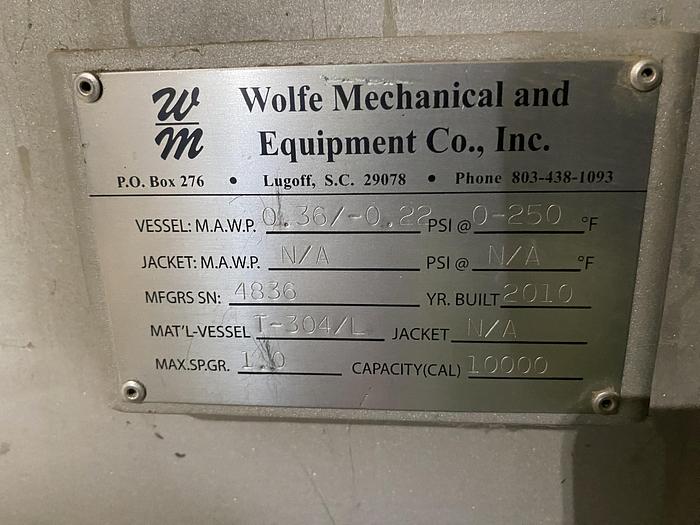 W M
Wolfe Mechanical and
Equipment Co., Inc.
P.O. Box 276 • Lugoff, S.C. 29078 • Phone 803-438-1093
VESSEL: M.A.W.P. 0.36/-0.22 PSI @ 0-250 °F
JACKET: M.A.W.P. N/A PSI @ N/A °F
MFGRS SN: 4836 YR. BUILT 2010
MAT'L-VESSEL T-304/L JACKET N/A
MAX.SP.GR. 1.0 CAPACITY(CAL) 10000